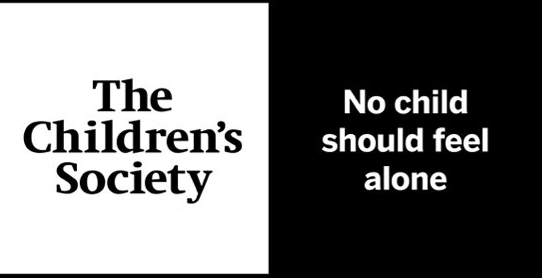 The
Children’s
Society
No child
should feel
alone